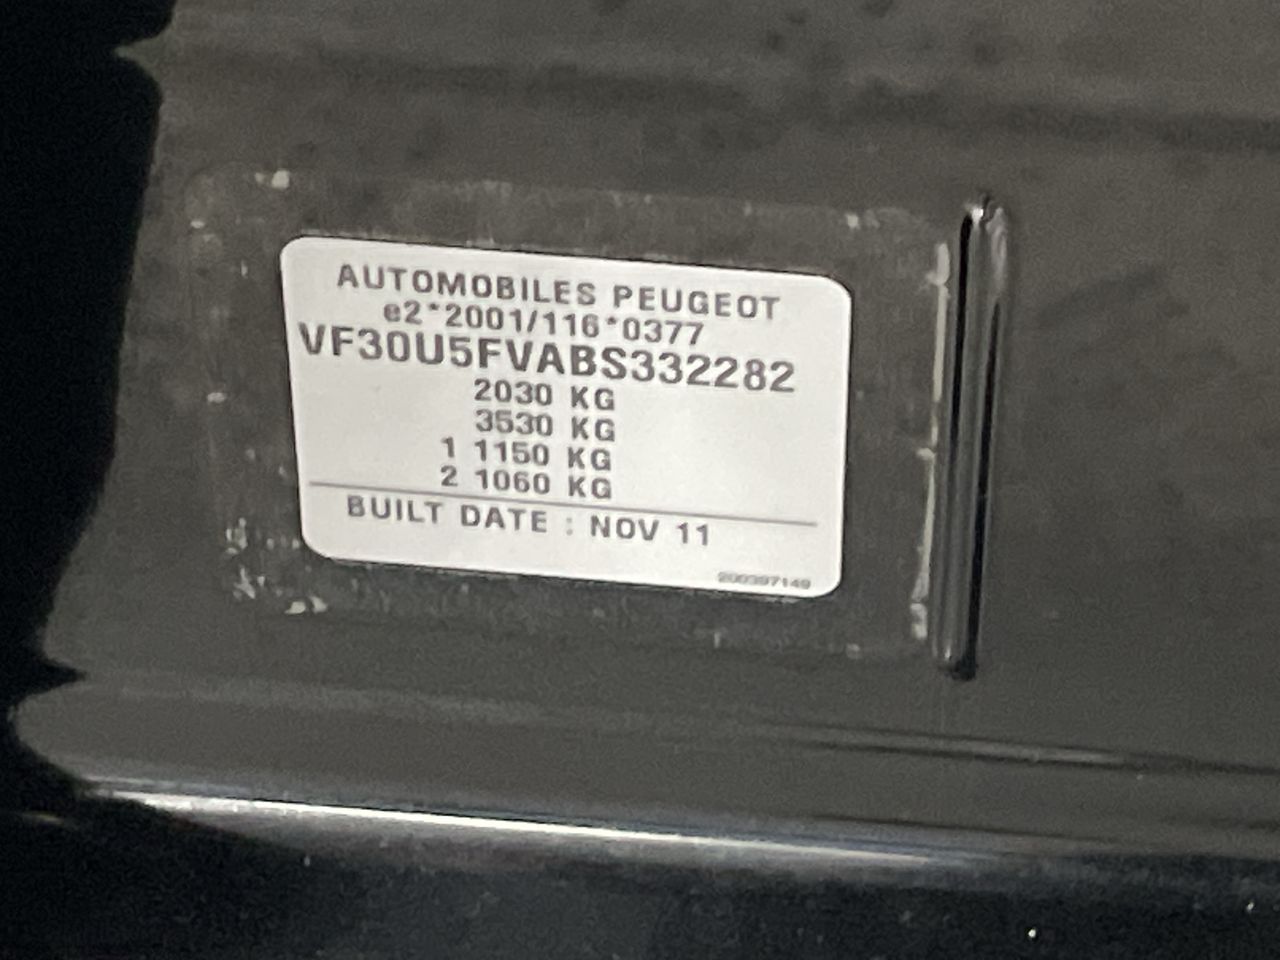 AUTOMOBILES PEUGEOT
e2*2001/116*0377
VF30U5FVABS332282
2030 KG
3530 KG
1 1150 KG
2 1060 KG
BUILT DATE : NOV 11
200397149